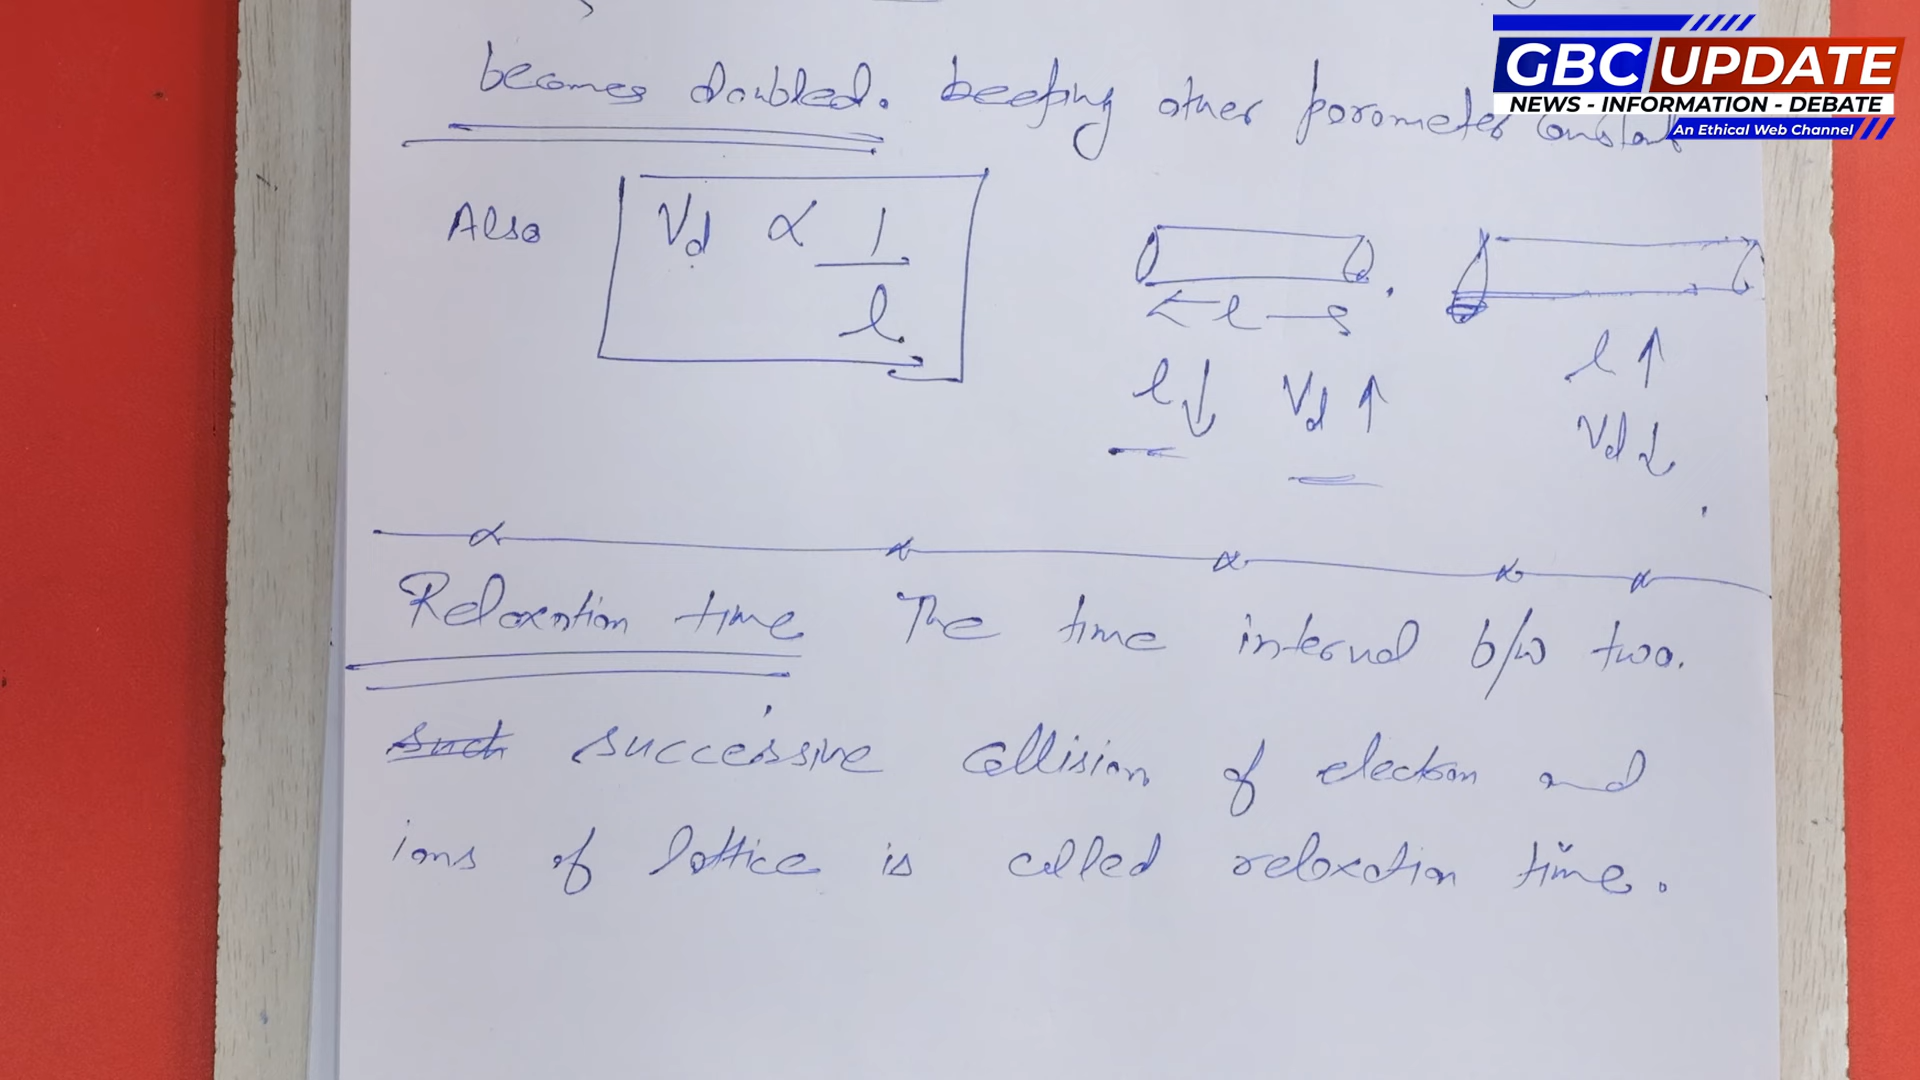 becomes doubled. keeping other parameter constant
GBC UPDATE
NEWS - INFORMATION - DEBATE
An Ethical Web Channel
Also Vd ∝ 1/l
← l →
l ↓ Vd ↑
l ↑
Vd ↓
Relaxation time The time interval b/w two.
such successive collision of electron and
ions of lattice is called relaxation time.